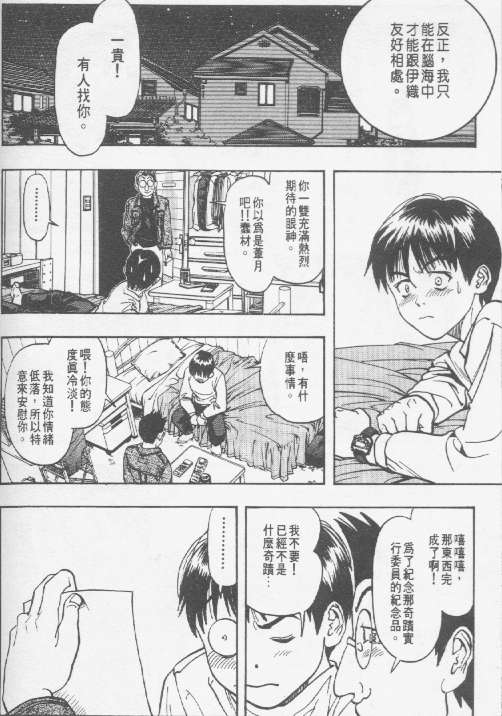 反正,我只
能在腦海中
才能跟伊織
友好相處。
一貴!
有人找你。
你一雙充滿熱烈
期待的眼神。
你以為是葦月
吧!!蠢材。
………
唔,有什
麼事情。
喂!你的態
度真冷淡!
我知道你情緒
低落,所以特
意來安慰你。
嘻嘻嘻,
那東西完
成了啊!
為了紀念那奇蹟實
行委員的紀念品。
我不要!
已經不是
什麼奇蹟…
………